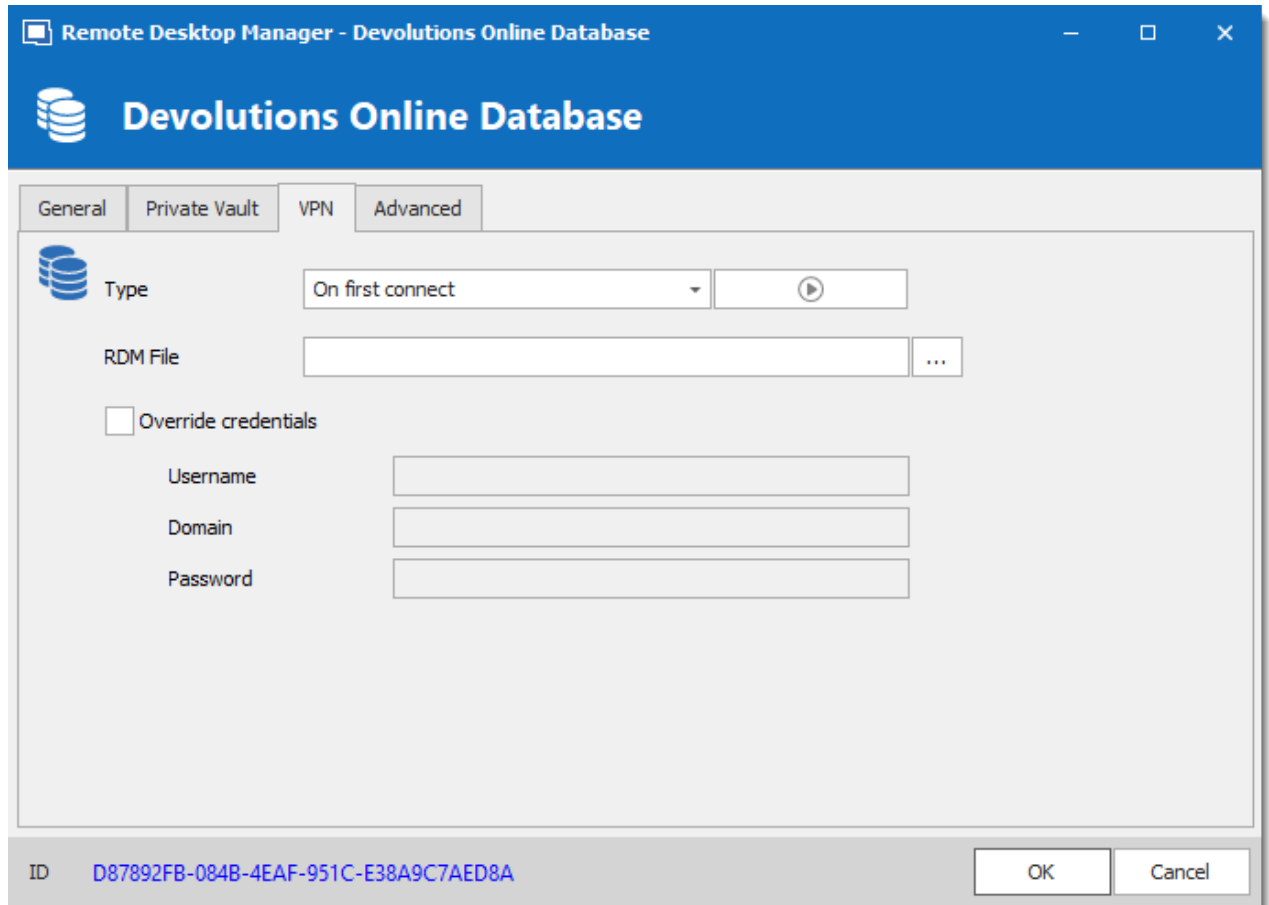 Remote Desktop Manager - Devolutions Online Database
Devolutions Online Database
General Private Vault VPN Advanced
Type On first connect
RDM File ...
Override credentials
Username
Domain
Password
ID D87892FB-084B-4EAF-951C-E38A9C7AED8A OK Cancel